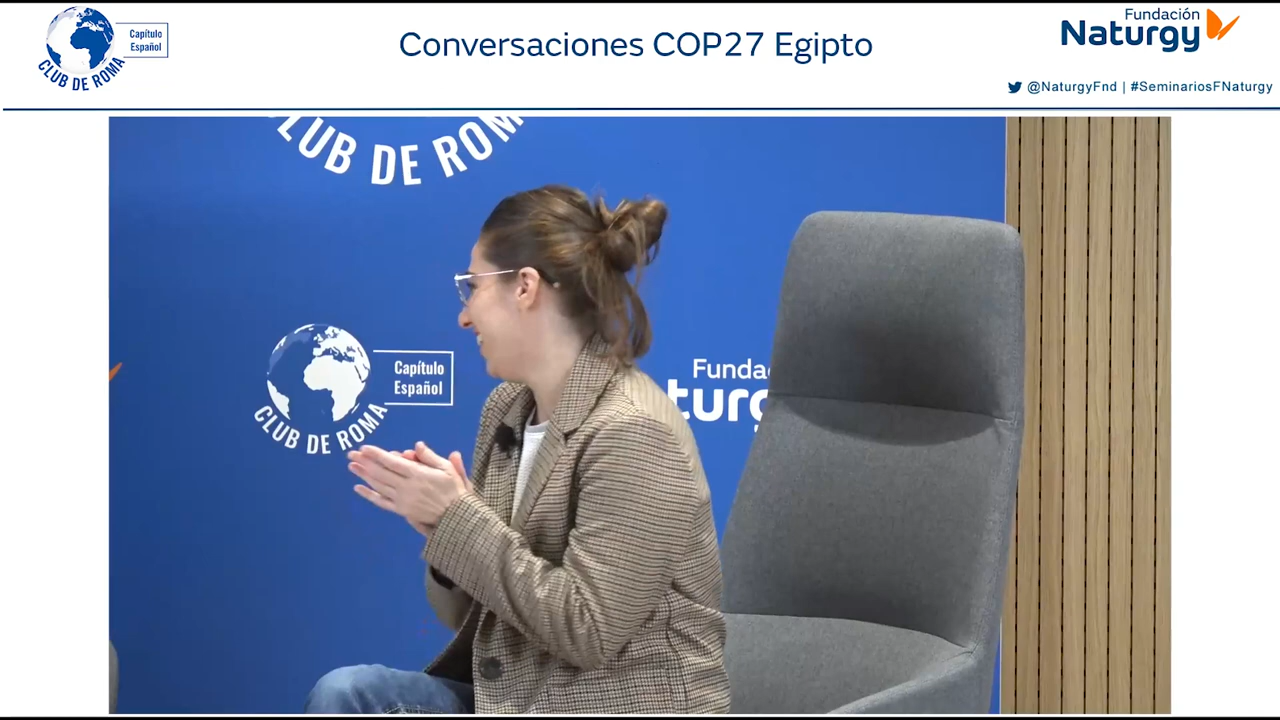 Capítulo
Español
CLUB DE ROMA
Conversaciones COP27 Egipto
Fundación
Naturgy
@NaturgyFnd | #SeminariosFNaturgy
CLUB DE ROM
Capítulo
Español
CLUB DE ROMA
Funda
turg